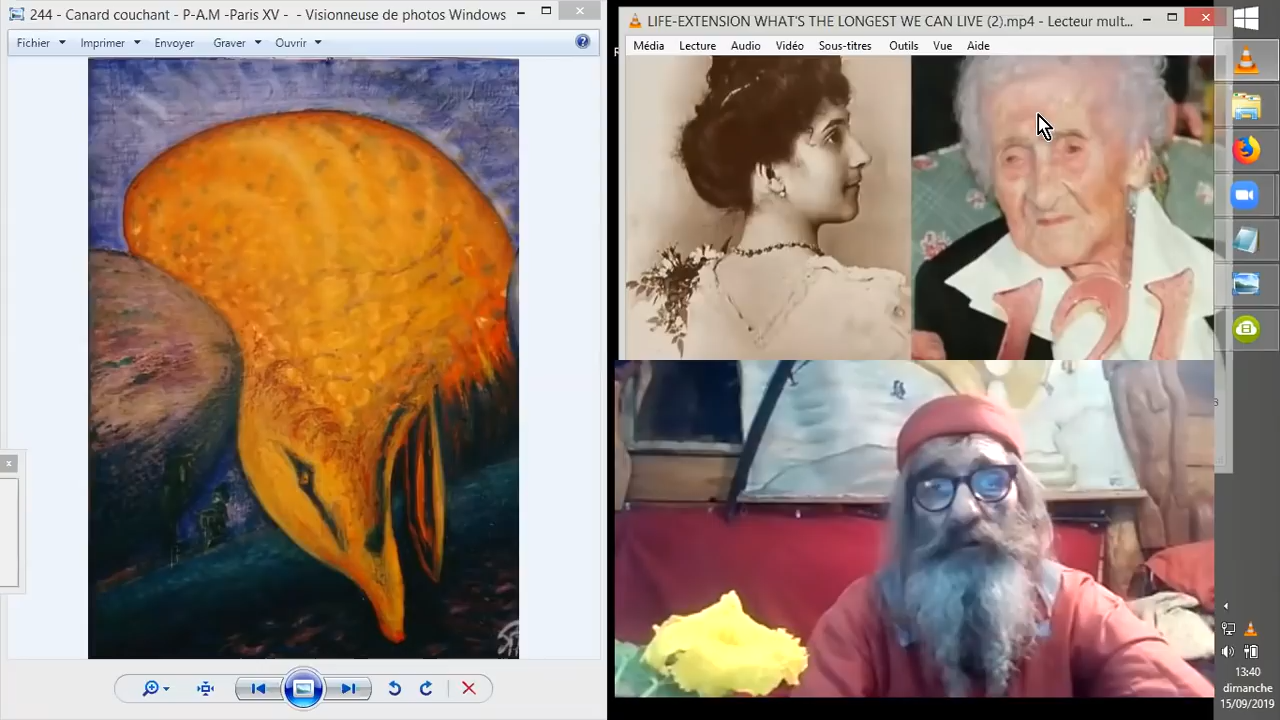 244 - Canard couchant - P-A.M -Paris XV - - Visionneuse de photos Windows
Fichier Imprimer Envoyer Graver Ouvrir
LIFE-EXTENSION WHAT'S THE LONGEST WE CAN LIVE (2).mp4 - Lecteur mult...
Média Lecture Audio Vidéo Sous-titres Outils Vue Aide
121
13:40
dimanche
15/09/2019